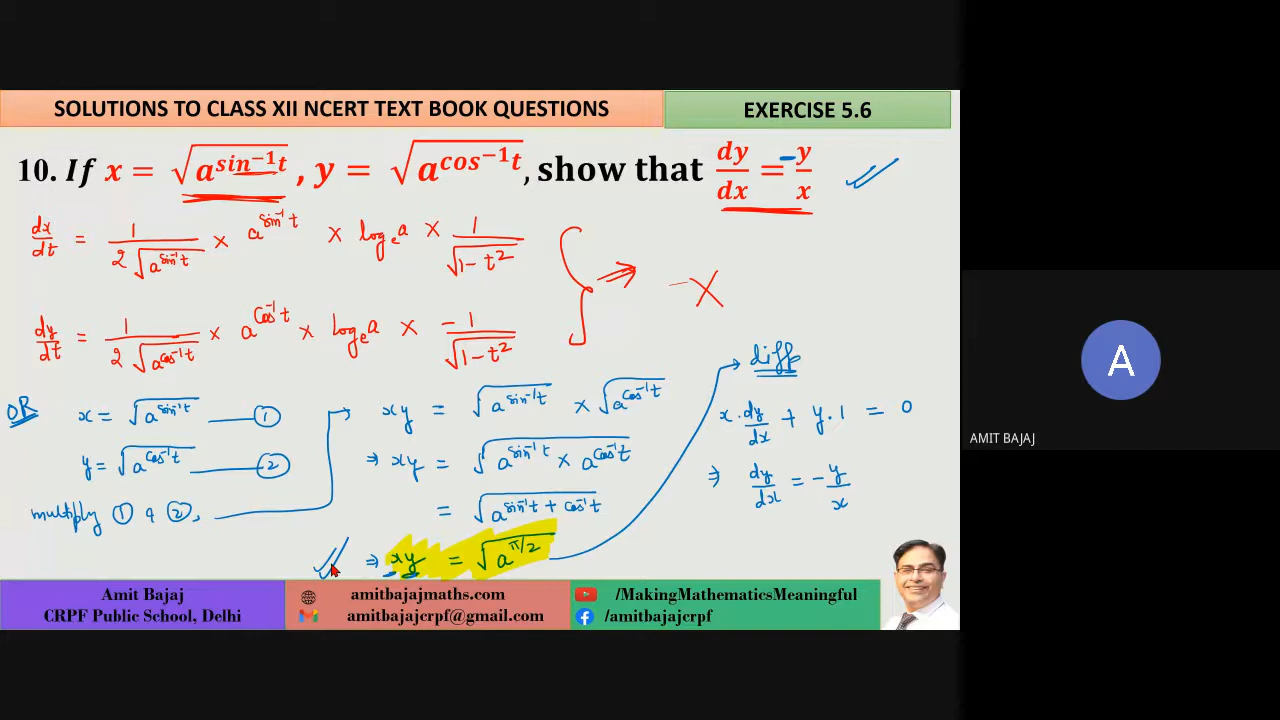 SOLUTIONS TO CLASS XII NCERT TEXT BOOK QUESTIONS
EXERCISE 5.6
10. If x = √(a^(sin⁻¹t)), y = √(a^(cos⁻¹t)), show that dy/dx = -y/x
dx/dt = 1/(2√(a^(sin⁻¹t))) × a^(sin⁻¹t) × logₑa × 1/√(1-t²)
dy/dt = 1/(2√(a^(cos⁻¹t))) × a^(cos⁻¹t) × logₑa × -1/√(1-t²)
} ⇒ -X
OR
x = √(a^(sin⁻¹t)) —— ①
y = √(a^(cos⁻¹t)) —— ②
multiply ① & ②,
xy = √(a^(sin⁻¹t)) × √(a^(cos⁻¹t))
⇒ xy = √(a^(sin⁻¹t) × a^(cos⁻¹t))
= √(a^(sin⁻¹t + cos⁻¹t))
⇒ xy = √(a^(π/2))
diff
x·dy/dx + y·1 = 0
⇒ dy/dx = -y/x
A
AMIT BAJAJ
Amit Bajaj
CRPF Public School, Delhi
amitbajajmaths.com
amitbajajcrpf@gmail.com
/MakingMathematicsMeaningful
/amitbajajcrpf